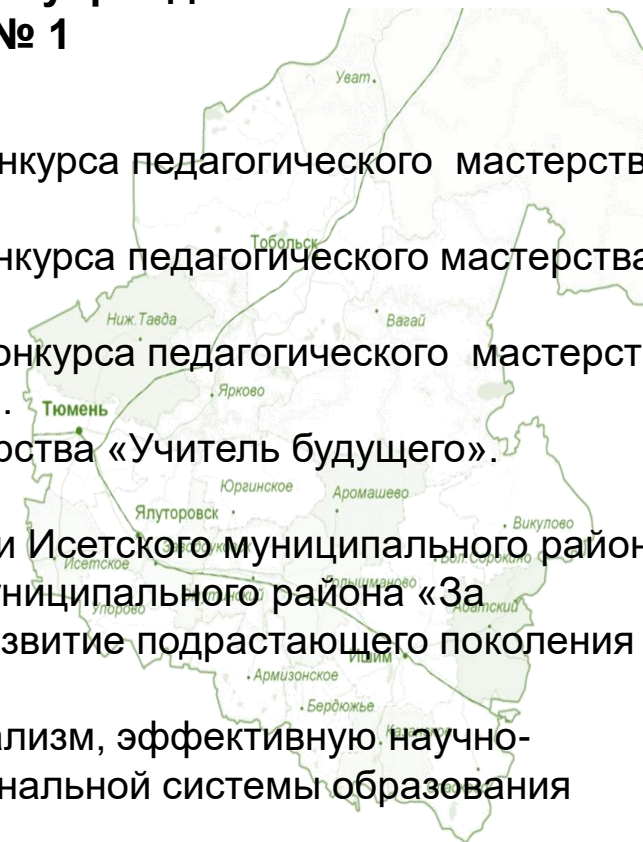 № 1
Уват
нкурса педагогического мастерств
Тобольск
нкурса педагогического мастерства
Ниж.Тавда
Вагай
онкурса педагогического мастерст
Ярково
.
Тюмень
рства «Учитель будущего».
Юргинское
Аромашево
Ялуторовск
Викулово
и Исетского муниципального район
Исетское
униципального района «За
Упорово
Абатский
звитие подрастающего поколения
Ишим
Армизонское
Бердюжье
ализм, эффективную научно-
нальной системы образования